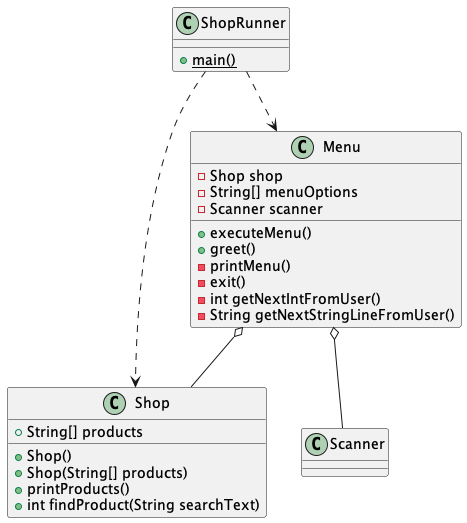 C ShopRunner
main()
C Menu
Shop shop
String[] menuOptions
Scanner scanner
executeMenu()
greet()
printMenu()
exit()
int getNextIntFromUser()
String getNextStringLineFromUser()
C Shop
String[] products
Shop()
Shop(String[] products)
printProducts()
int findProduct(String searchText)
C Scanner